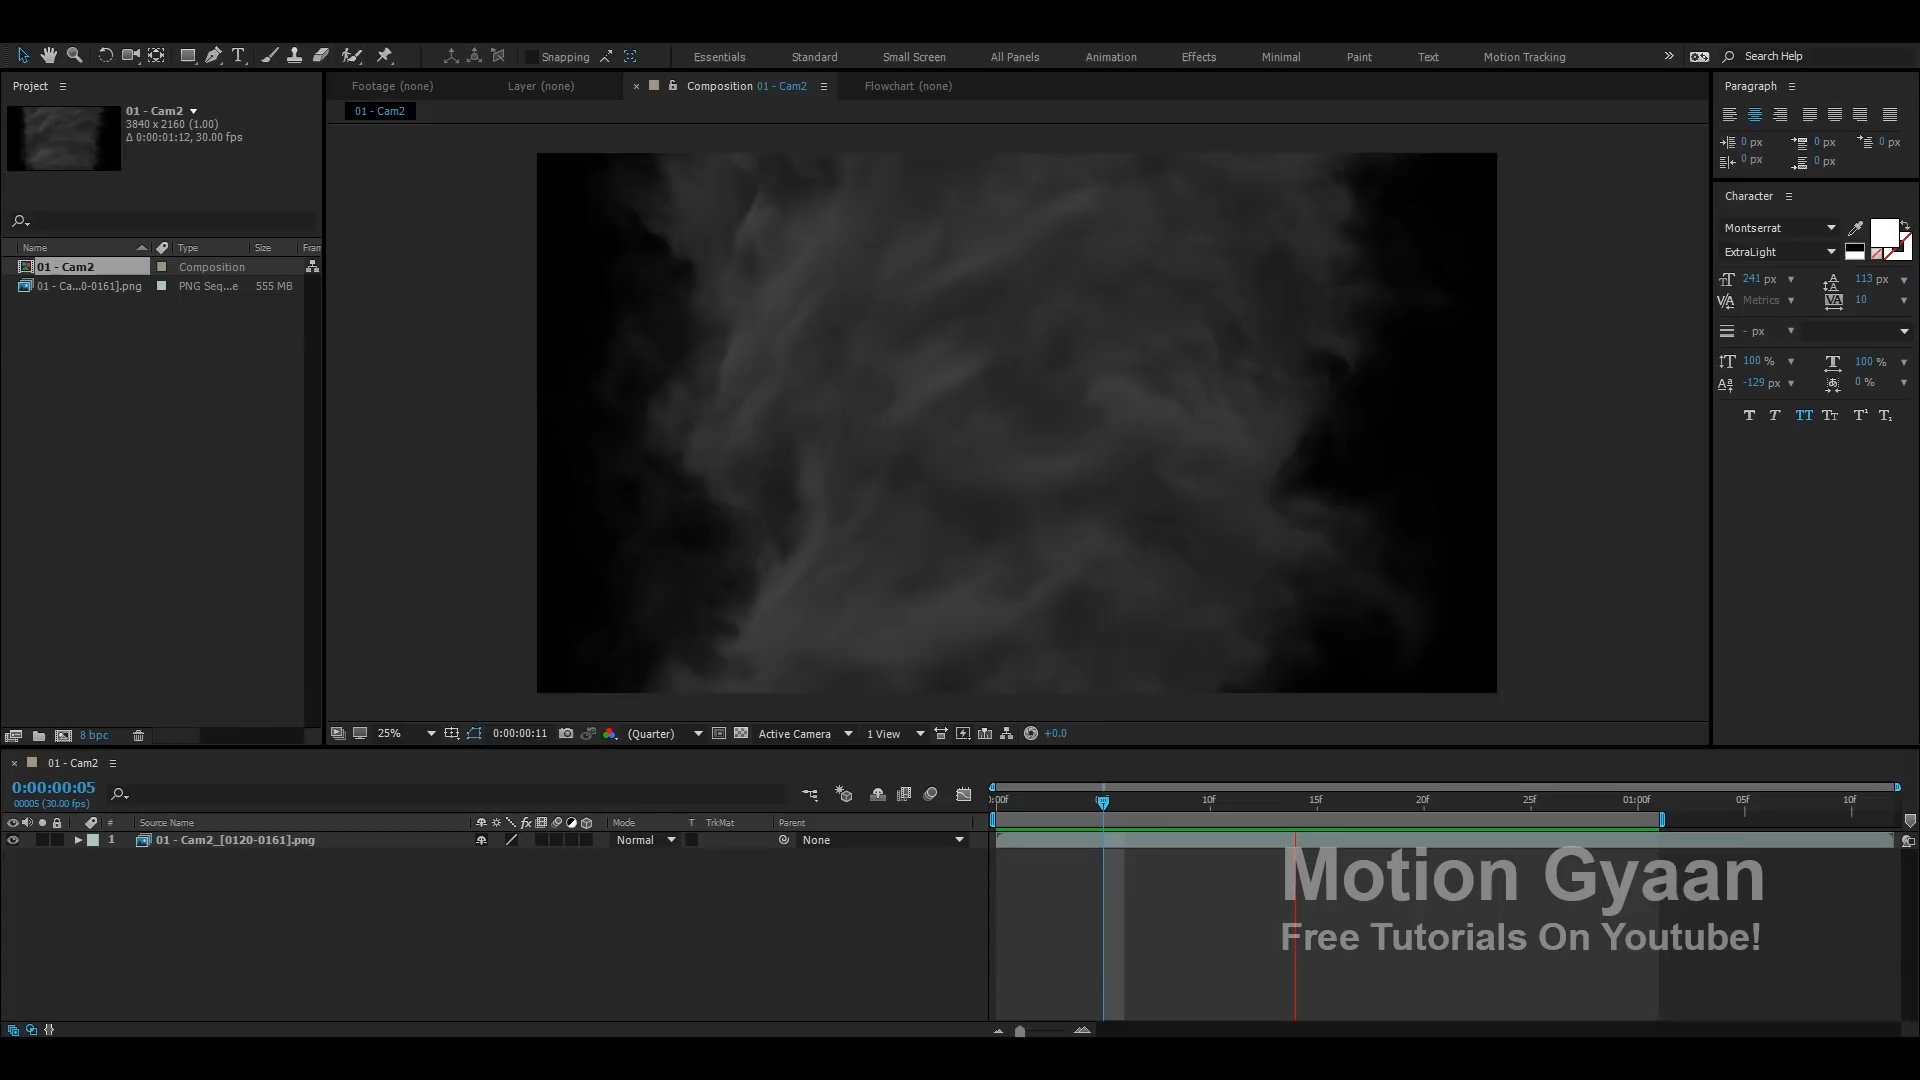 Snapping
Essentials
Standard
Small Screen
All Panels
Animation
Effects
Minimal
Paint
Text
Motion Tracking
Search Help
Project
Footage (none)
Layer (none)
Composition 01 - Cam2
Flowchart (none)
Paragraph
01 - Cam2
3840 x 2160 (1.00)
Δ 0:00:01:12, 30.00 fps
01 - Cam2
0 px
0 px
0 px
0 px
0 px
Character
Montserrat
ExtraLight
241 px
113 px
Metrics
10
- px
100 %
100 %
-129 px
0 %
Name
Type
Size
Fram
01 - Cam2
Composition
01 - Ca...0-0161].png
PNG Seq...e
555 MB
8 bpc
25%
0:00:00:11
(Quarter)
Active Camera
1 View
+0.0
01 - Cam2
0:00:00:05
00005 (30.00 fps)
#
Source Name
Mode
T
TrkMat
Parent
1
01 - Cam2_[0120-0161].png
Normal
None
0:00f
10f
15f
20f
25f
01:00f
05f
10f
Motion Gyaan
Free Tutorials On Youtube!